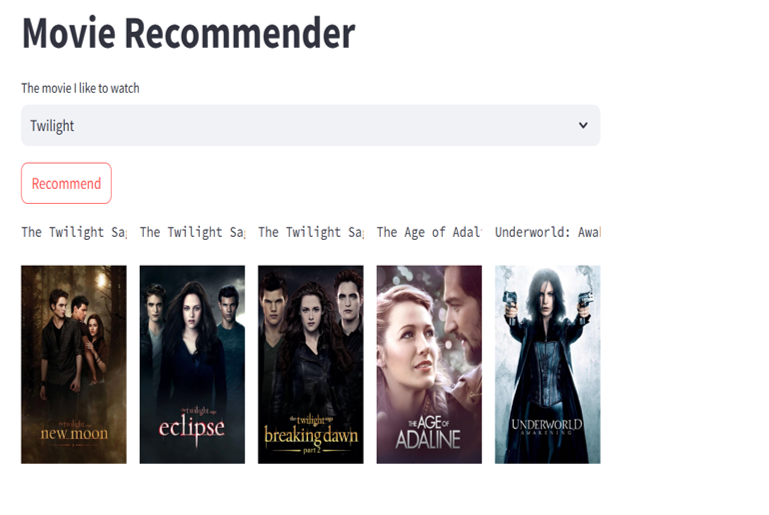 Movie Recommender
The movie I like to watch
Twilight
Recommend
The Twilight Sa
The Twilight Sa
The Twilight Sa
The Age of Adal
Underworld: Awa
the twilight saga
new moon
the twilight saga
eclipse
the twilight saga
breaking dawn
part 2
THE AGE OF
ADALINE
UNDERWORLD
AWAKENING